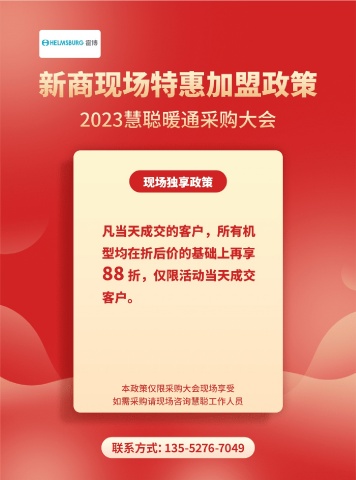 HELMSBURG 霍博
新商现场特惠加盟政策
2023慧聪暖通采购大会
现场独享政策
凡当天成交的客户，所有机
型均在折后价的基础上再享
88 折，仅限活动当天成交
客户。
本政策仅限采购大会现场享受
如需采购请现场咨询慧聪工作人员
联系方式：135-5276-7049